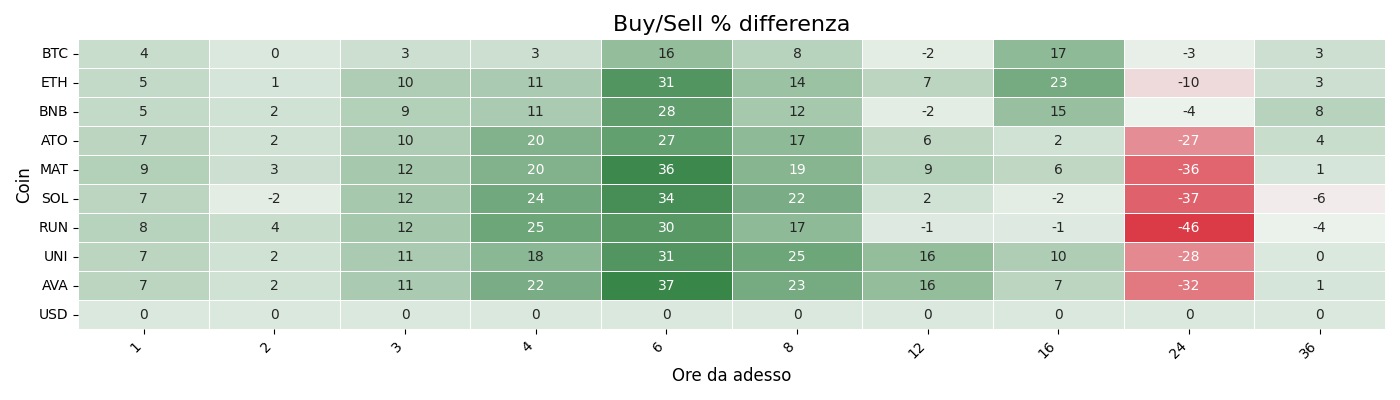 Buy/Sell % differenza
Coin
BTC 4 0 3 3 16 8 -2 17 -3 3
ETH 5 1 10 11 31 14 7 23 -10 3
BNB 5 2 9 11 28 12 -2 15 -4 8
ATO 7 2 10 20 27 17 6 2 -27 4
MAT 9 3 12 20 36 19 9 6 -36 1
SOL 7 -2 12 24 34 22 2 -2 -37 -6
RUN 8 4 12 25 30 17 -1 -1 -46 -4
UNI 7 2 11 18 31 25 16 10 -28 0
AVA 7 2 11 22 37 23 16 7 -32 1
USD 0 0 0 0 0 0 0 0 0 0
1 2 3 4 6 8 12 16 24 36
Ore da adesso